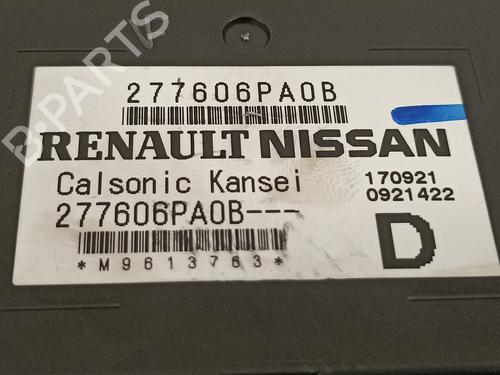 B-PARTS
277606PA0B
RENAULT NISSAN
Calsonic Kansei 170921
277606PA0B--- 0921422
*M9613763* D